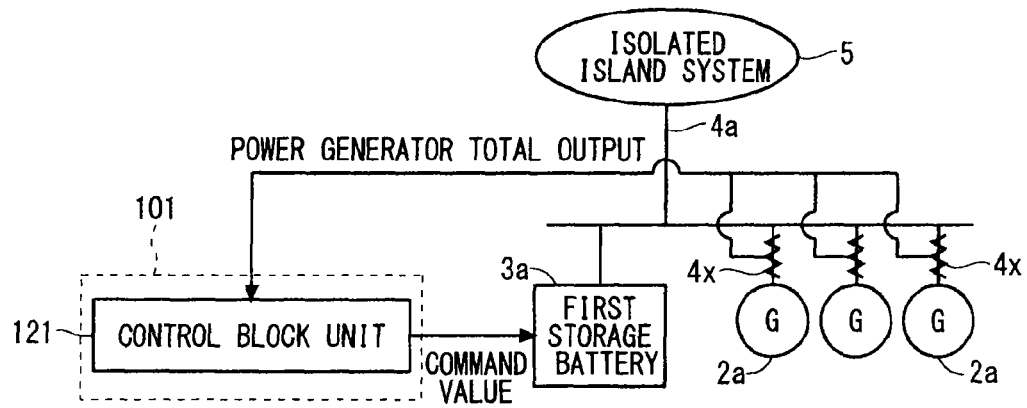 ISOLATED
ISLAND SYSTEM
5
4a
POWER GENERATOR TOTAL OUTPUT
101
3a
4x
4x
121
CONTROL BLOCK UNIT
FIRST
STORAGE
BATTERY
G
G
G
COMMAND
VALUE
2a
2a